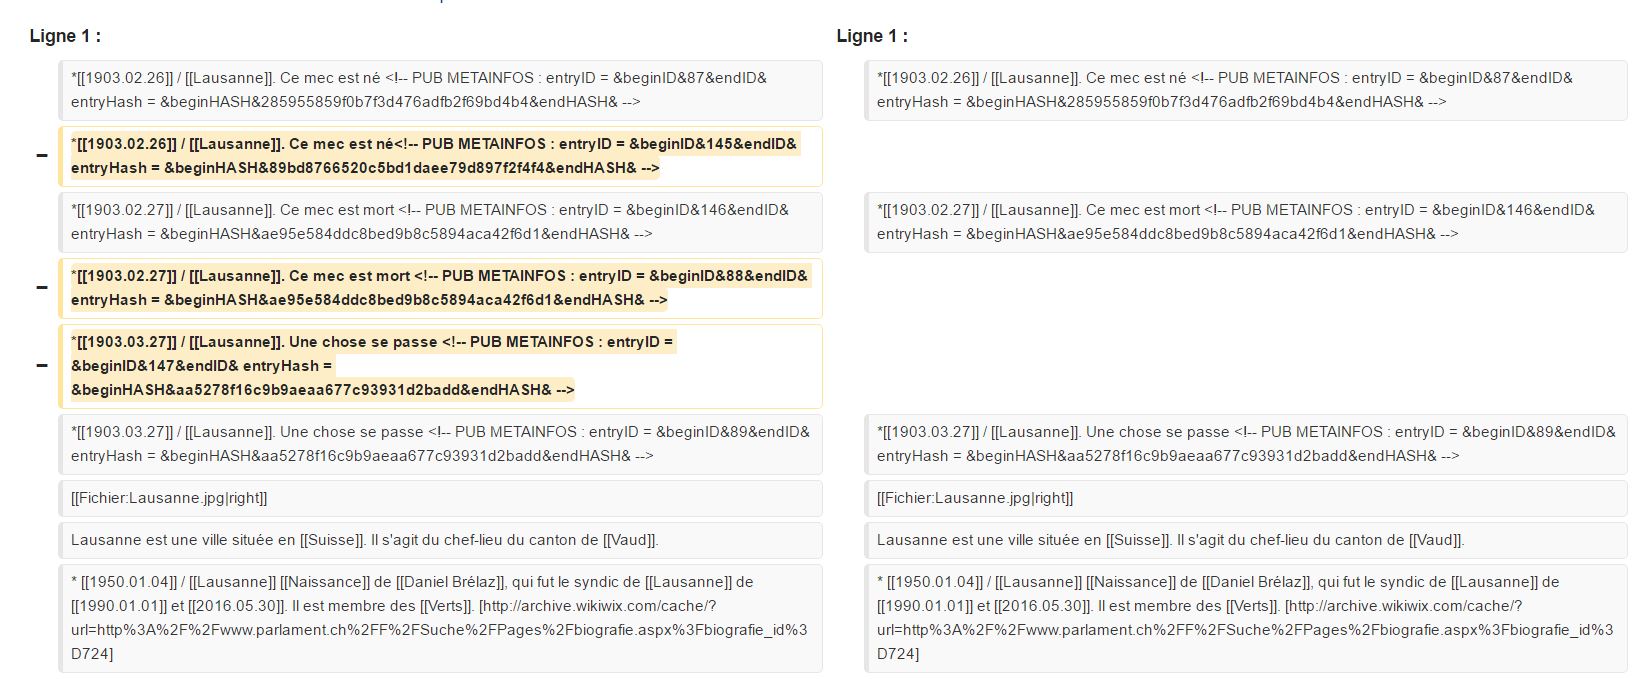 Ligne 1 :
*[[1903.02.26]] / [[Lausanne]]. Ce mec est né <!-- PUB METAINFOS : entryID = &beginID&87&endID&
entryHash = &beginHASH&285955859f0b7f3d476adfb2f69bd4b4&endHASH& -->
− *[[1903.02.26]] / [[Lausanne]]. Ce mec est né<!-- PUB METAINFOS : entryID = &beginID&145&endID&
entryHash = &beginHASH&89bd8766520c5bd1daee79d897f2f4f4&endHASH& -->
*[[1903.02.27]] / [[Lausanne]]. Ce mec est mort <!-- PUB METAINFOS : entryID = &beginID&146&endID&
entryHash = &beginHASH&ae95e584ddc8bed9b8c5894aca42f6d1&endHASH& -->
− *[[1903.02.27]] / [[Lausanne]]. Ce mec est mort <!-- PUB METAINFOS : entryID = &beginID&88&endID&
entryHash = &beginHASH&ae95e584ddc8bed9b8c5894aca42f6d1&endHASH& -->
− *[[1903.03.27]] / [[Lausanne]]. Une chose se passe <!-- PUB METAINFOS : entryID =
&beginID&147&endID& entryHash =
&beginHASH&aa5278f16c9b9aeaa677c93931d2badd&endHASH& -->
*[[1903.03.27]] / [[Lausanne]]. Une chose se passe <!-- PUB METAINFOS : entryID = &beginID&89&endID&
entryHash = &beginHASH&aa5278f16c9b9aeaa677c93931d2badd&endHASH& -->
[[Fichier:Lausanne.jpg|right]]
Lausanne est une ville située en [[Suisse]]. Il s'agit du chef-lieu du canton de [[Vaud]].
* [[1950.01.04]] / [[Lausanne]] [[Naissance]] de [[Daniel Brélaz]], qui fut le syndic de [[Lausanne]] de
[[1990.01.01]] et [[2016.05.30]]. Il est membre des [[Verts]]. [http://archive.wikiwix.com/cache/?
url=http%3A%2F%2Fwww.parlament.ch%2FF%2FSuche%2FPages%2Fbiografie.aspx%3Fbiografie_id%3
D724]
Ligne 1 :
*[[1903.02.26]] / [[Lausanne]]. Ce mec est né <!-- PUB METAINFOS : entryID = &beginID&87&endID&
entryHash = &beginHASH&285955859f0b7f3d476adfb2f69bd4b4&endHASH& -->
*[[1903.02.27]] / [[Lausanne]]. Ce mec est mort <!-- PUB METAINFOS : entryID = &beginID&146&endID&
entryHash = &beginHASH&ae95e584ddc8bed9b8c5894aca42f6d1&endHASH& -->
*[[1903.03.27]] / [[Lausanne]]. Une chose se passe <!-- PUB METAINFOS : entryID = &beginID&89&endID&
entryHash = &beginHASH&aa5278f16c9b9aeaa677c93931d2badd&endHASH& -->
[[Fichier:Lausanne.jpg|right]]
Lausanne est une ville située en [[Suisse]]. Il s'agit du chef-lieu du canton de [[Vaud]].
* [[1950.01.04]] / [[Lausanne]] [[Naissance]] de [[Daniel Brélaz]], qui fut le syndic de [[Lausanne]] de
[[1990.01.01]] et [[2016.05.30]]. Il est membre des [[Verts]]. [http://archive.wikiwix.com/cache/?
url=http%3A%2F%2Fwww.parlament.ch%2FF%2FSuche%2FPages%2Fbiografie.aspx%3Fbiografie_id%3
D724]